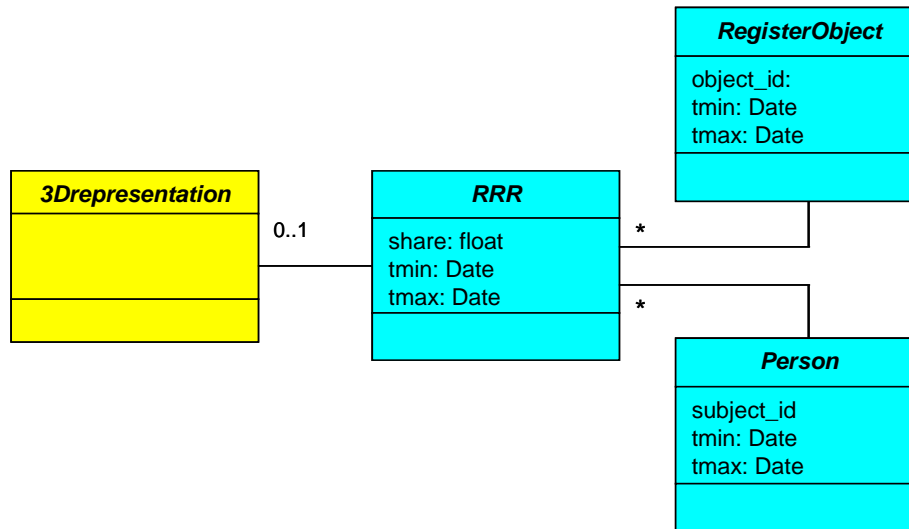 RegisterObject
object_id:
tmin: Date
tmax: Date
3Drepresentation
0..1
RRR
share: float
tmin: Date
tmax: Date
*
*
Person
subject_id
tmin: Date
tmax: Date